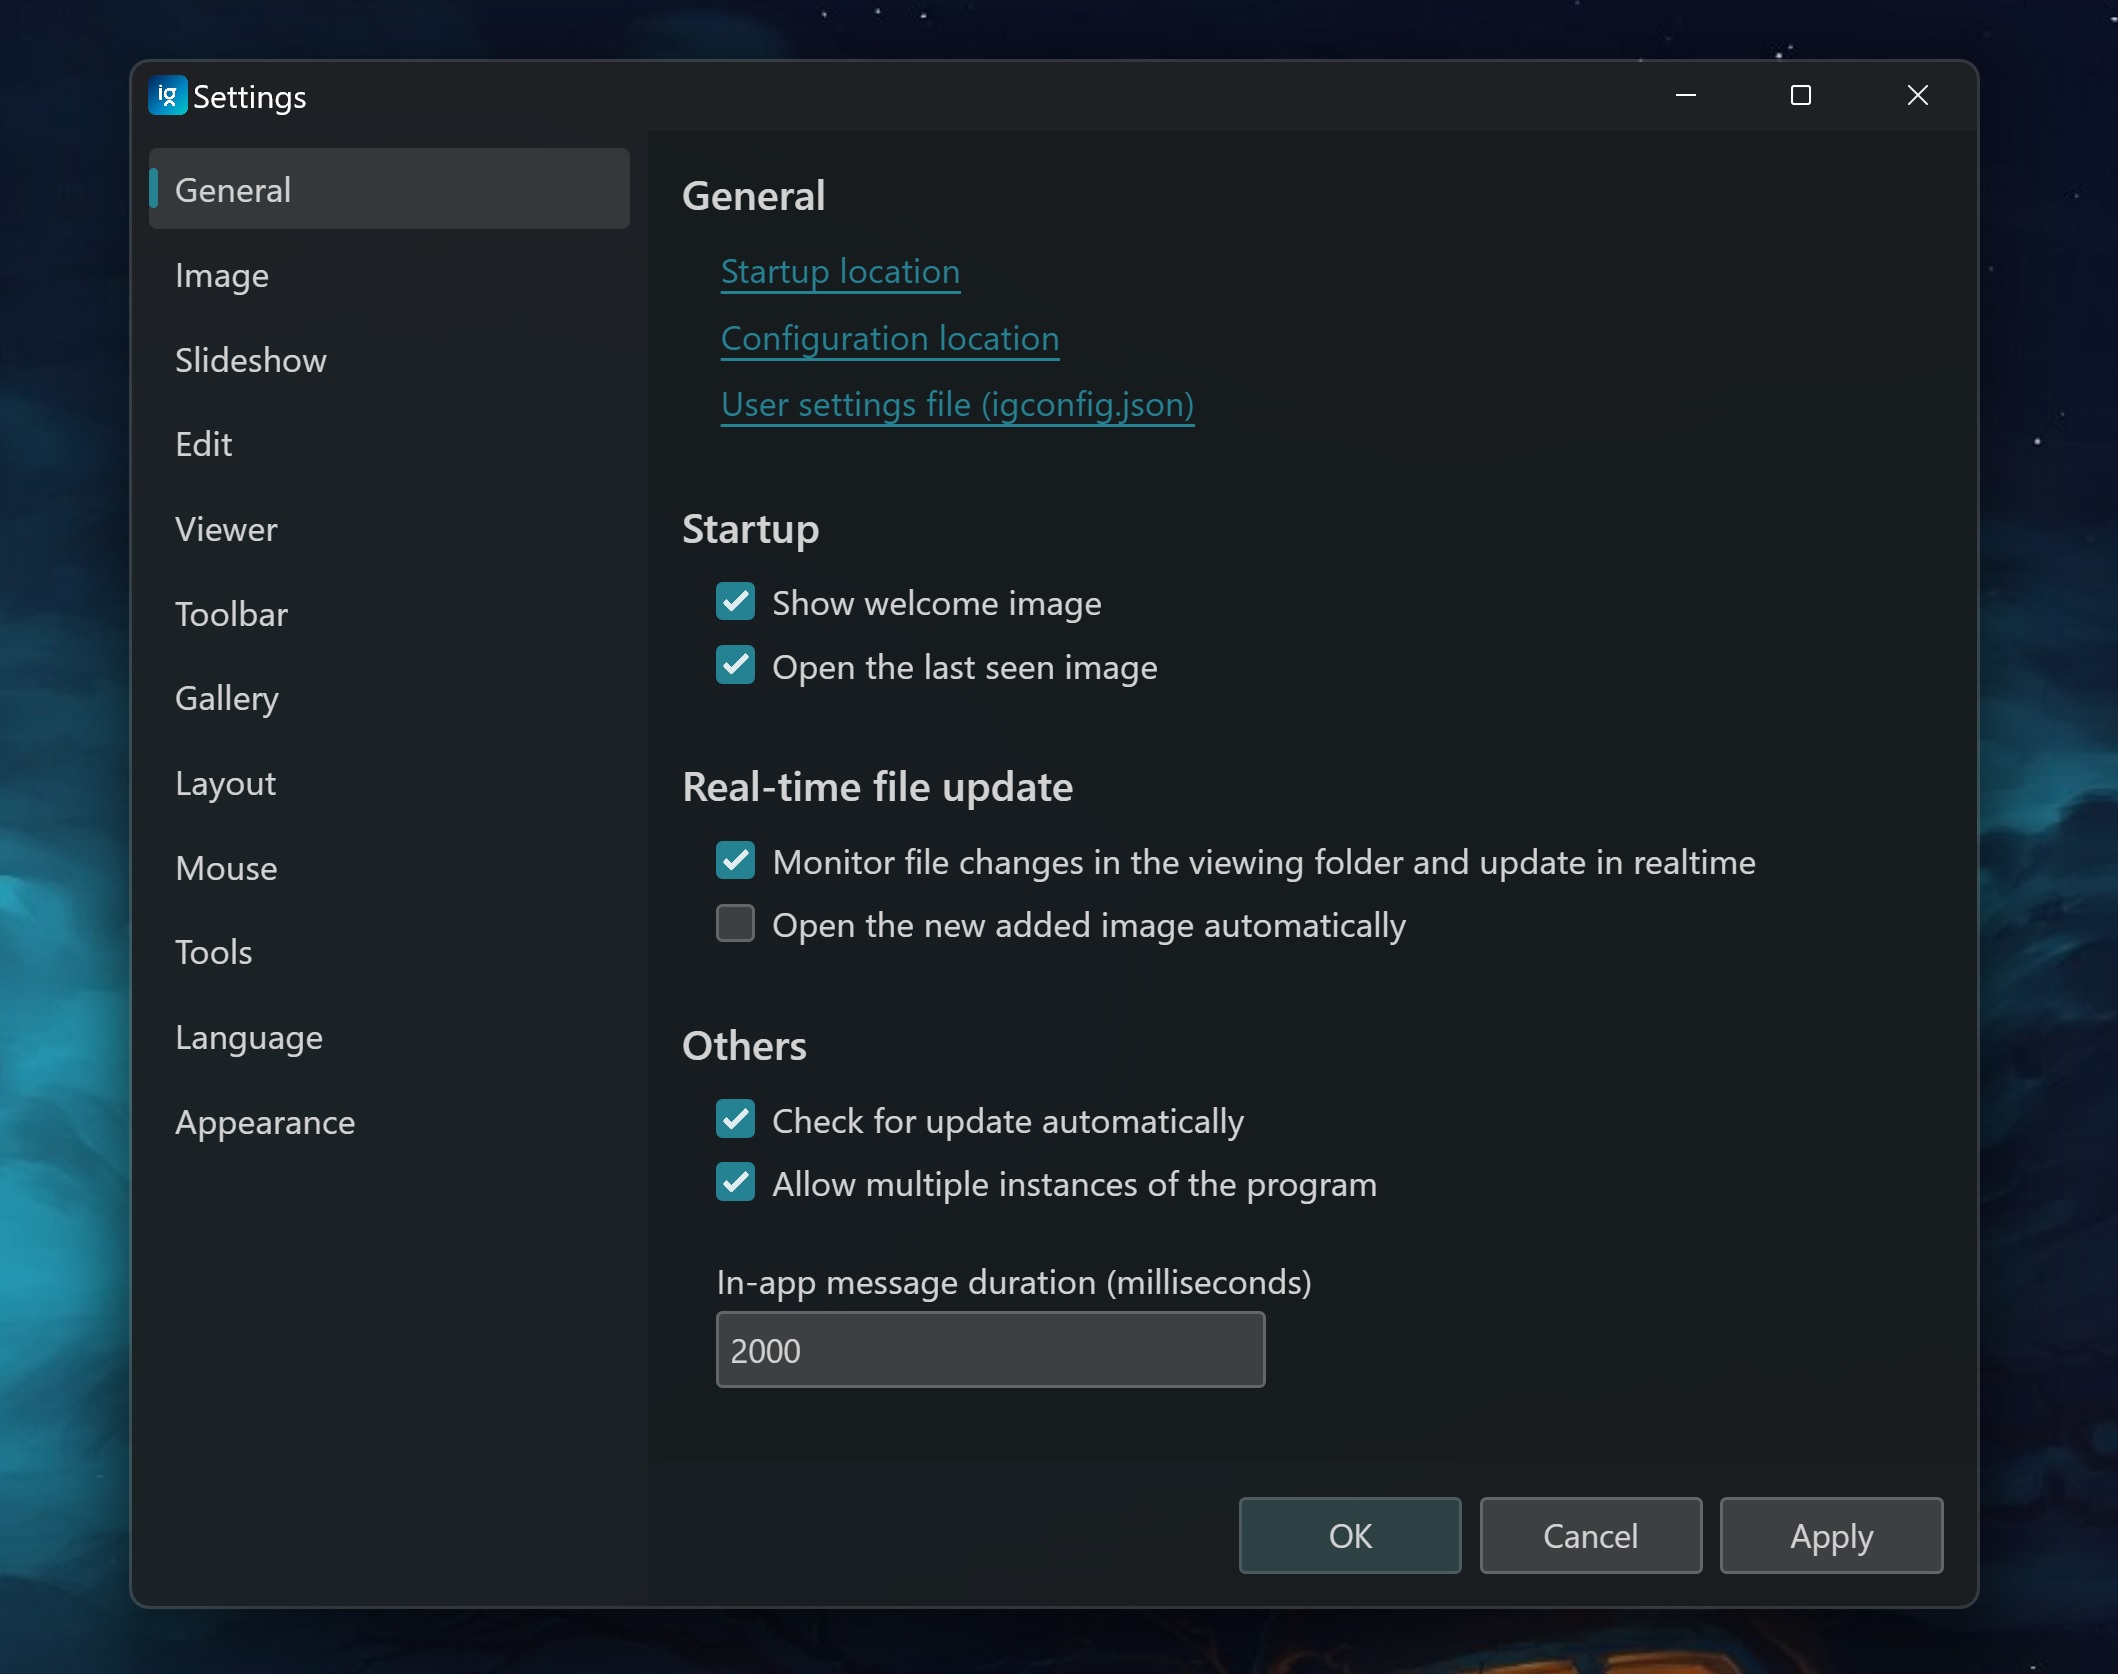 ig Settings
General
Image
Slideshow
Edit
Viewer
Toolbar
Gallery
Layout
Mouse
Tools
Language
Appearance
General
Startup location
Configuration location
User settings file (igconfig.json)
Startup
Show welcome image
Open the last seen image
Real-time file update
Monitor file changes in the viewing folder and update in realtime
Open the new added image automatically
Others
Check for update automatically
Allow multiple instances of the program
In-app message duration (milliseconds)
2000
OK
Cancel
Apply